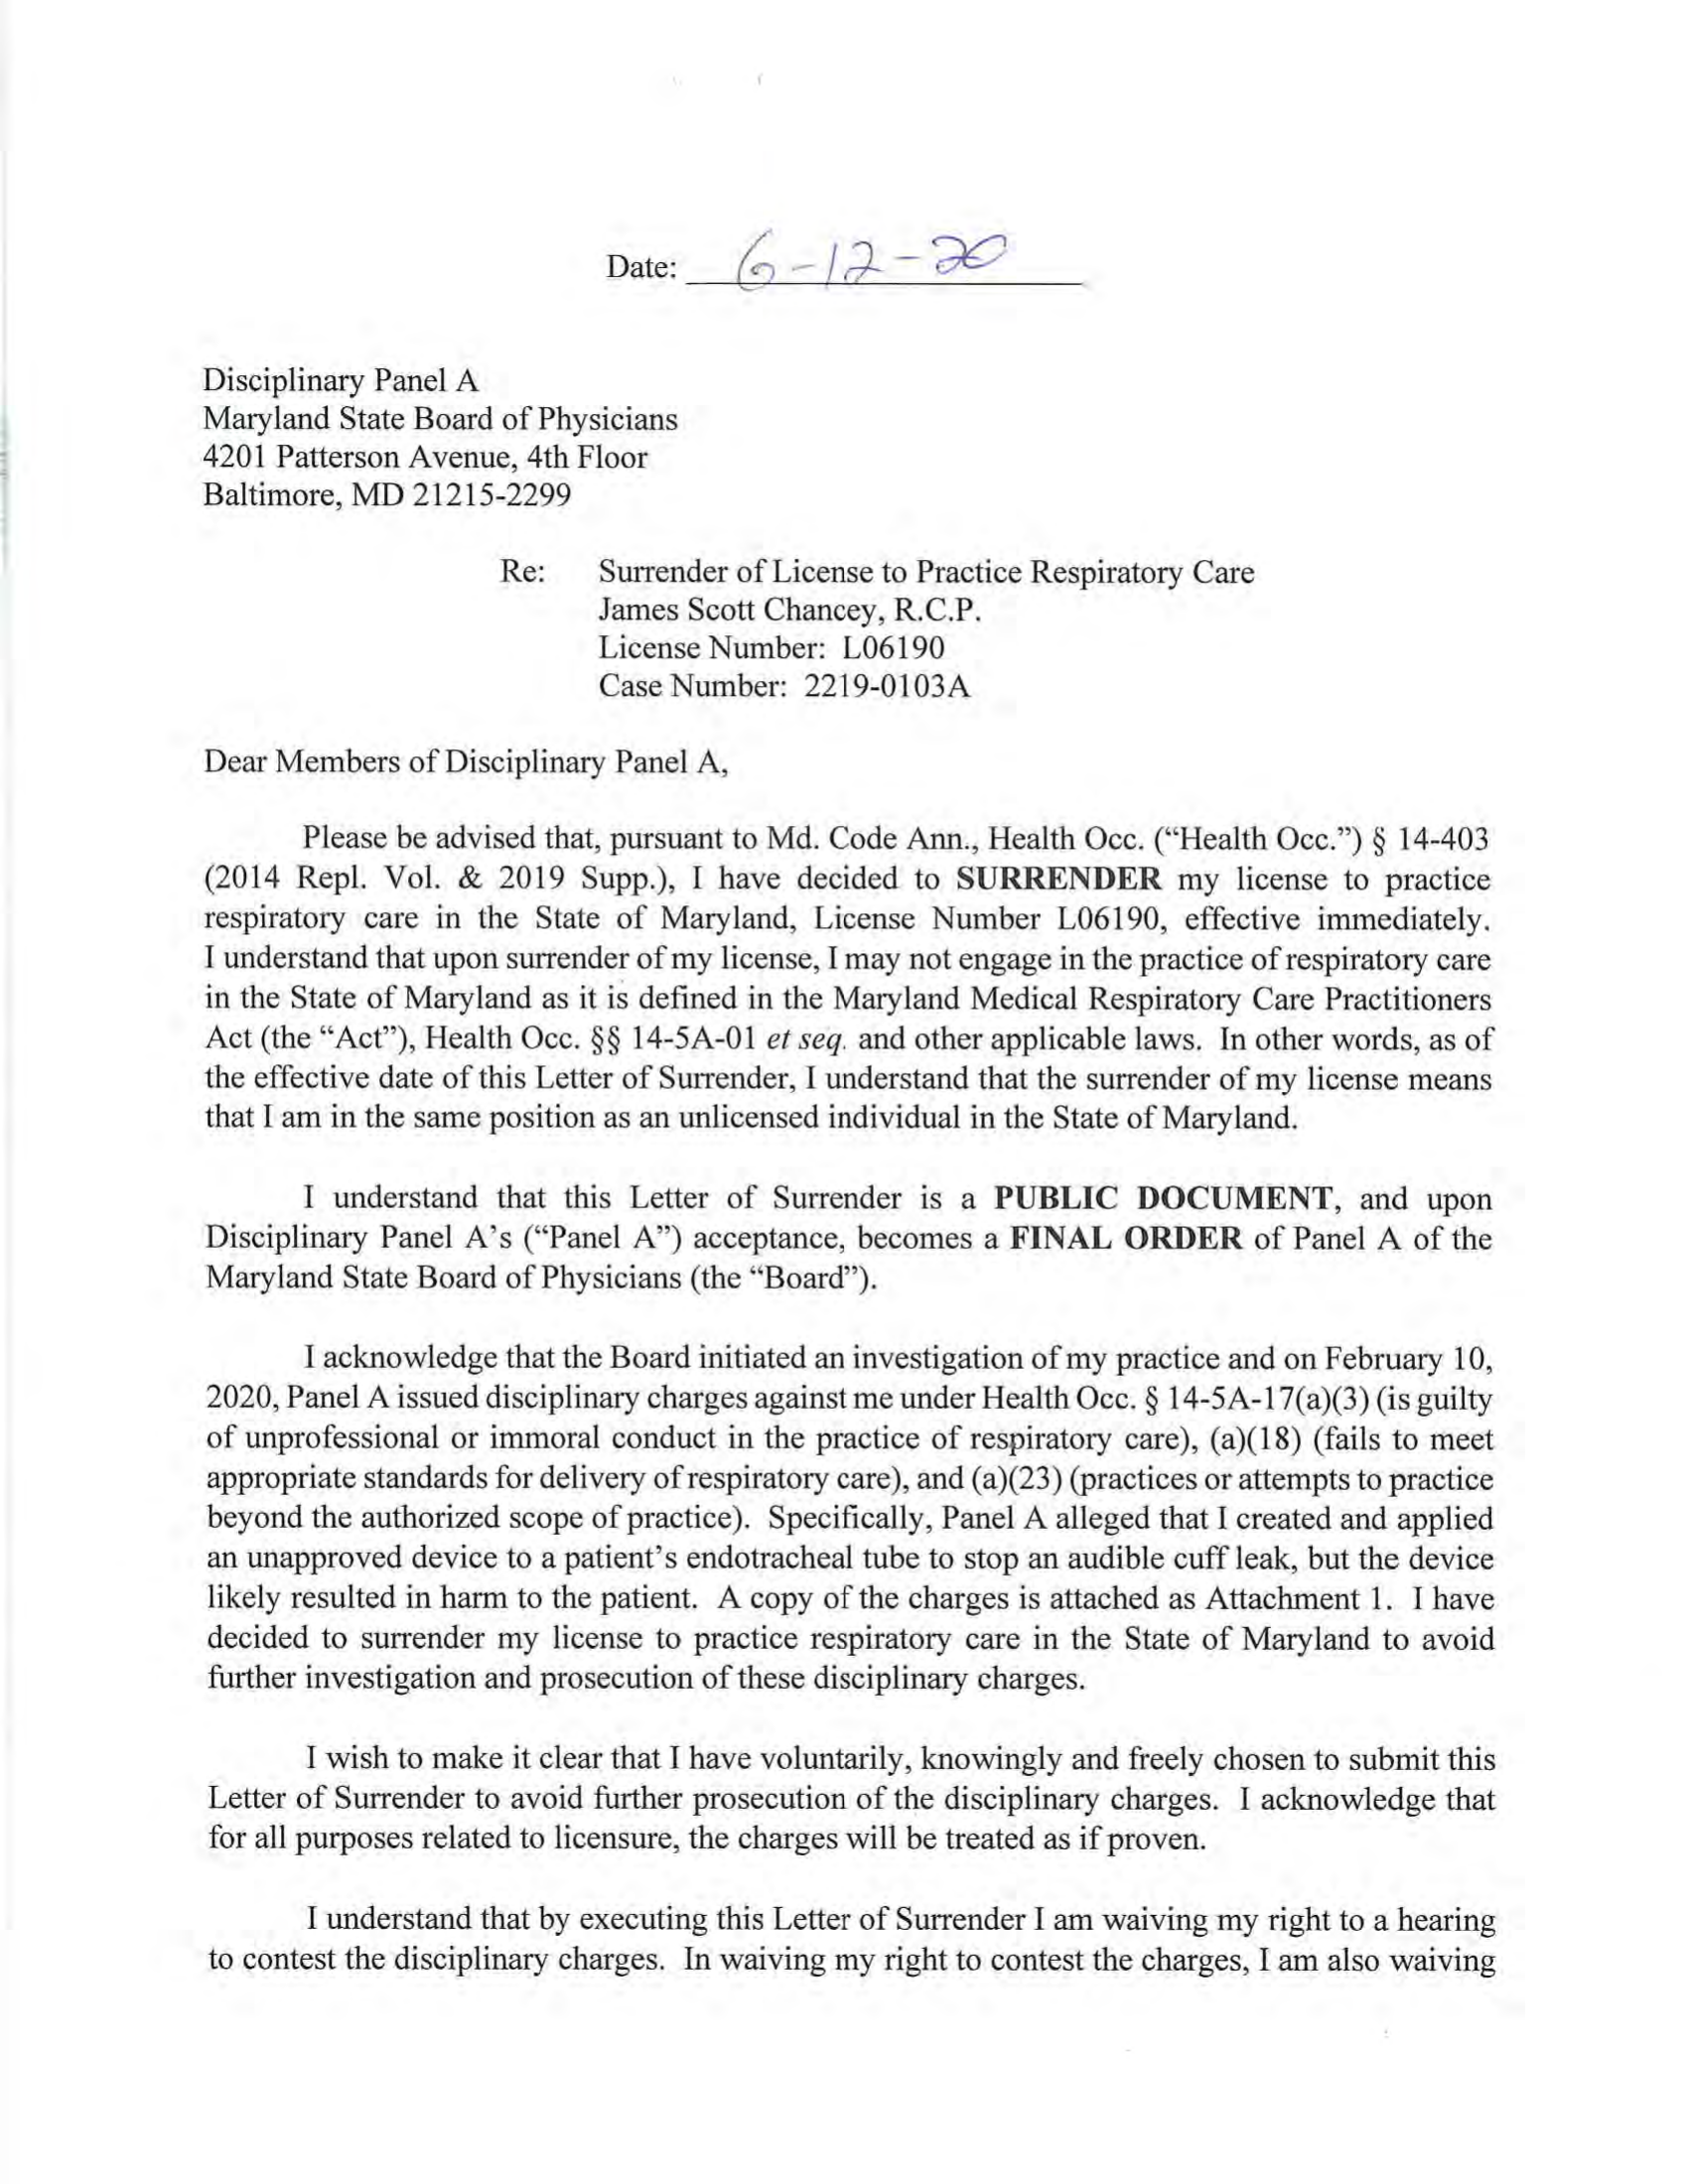 Date: 6-12-20
Disciplinary Panel A
Maryland State Board of Physicians
4201 Patterson Avenue, 4th Floor
Baltimore, MD 21215-2299
Re: Surrender of License to Practice Respiratory Care
James Scott Chancey, R.C.P.
License Number: L06190
Case Number: 2219-0103A
Dear Members of Disciplinary Panel A,
Please be advised that, pursuant to Md. Code Ann., Health Occ. (“Health Occ.”) § 14-403
(2014 Repl. Vol. & 2019 Supp.), I have decided to SURRENDER my license to practice
respiratory care in the State of Maryland, License Number L06190, effective immediately.
I understand that upon surrender of my license, I may not engage in the practice of respiratory care
in the State of Maryland as it is defined in the Maryland Medical Respiratory Care Practitioners
Act (the “Act”), Health Occ. §§ 14-5A-01 et seq. and other applicable laws. In other words, as of
the effective date of this Letter of Surrender, I understand that the surrender of my license means
that I am in the same position as an unlicensed individual in the State of Maryland.
I understand that this Letter of Surrender is a PUBLIC DOCUMENT, and upon
Disciplinary Panel A’s (“Panel A”) acceptance, becomes a FINAL ORDER of Panel A of the
Maryland State Board of Physicians (the “Board”).
I acknowledge that the Board initiated an investigation of my practice and on February 10,
2020, Panel A issued disciplinary charges against me under Health Occ. § 14-5A-17(a)(3) (is guilty
of unprofessional or immoral conduct in the practice of respiratory care), (a)(18) (fails to meet
appropriate standards for delivery of respiratory care), and (a)(23) (practices or attempts to practice
beyond the authorized scope of practice). Specifically, Panel A alleged that I created and applied
an unapproved device to a patient’s endotracheal tube to stop an audible cuff leak, but the device
likely resulted in harm to the patient. A copy of the charges is attached as Attachment 1. I have
decided to surrender my license to practice respiratory care in the State of Maryland to avoid
further investigation and prosecution of these disciplinary charges.
I wish to make it clear that I have voluntarily, knowingly and freely chosen to submit this
Letter of Surrender to avoid further prosecution of the disciplinary charges. I acknowledge that
for all purposes related to licensure, the charges will be treated as if proven.
I understand that by executing this Letter of Surrender I am waiving my right to a hearing
to contest the disciplinary charges. In waiving my right to contest the charges, I am also waiving